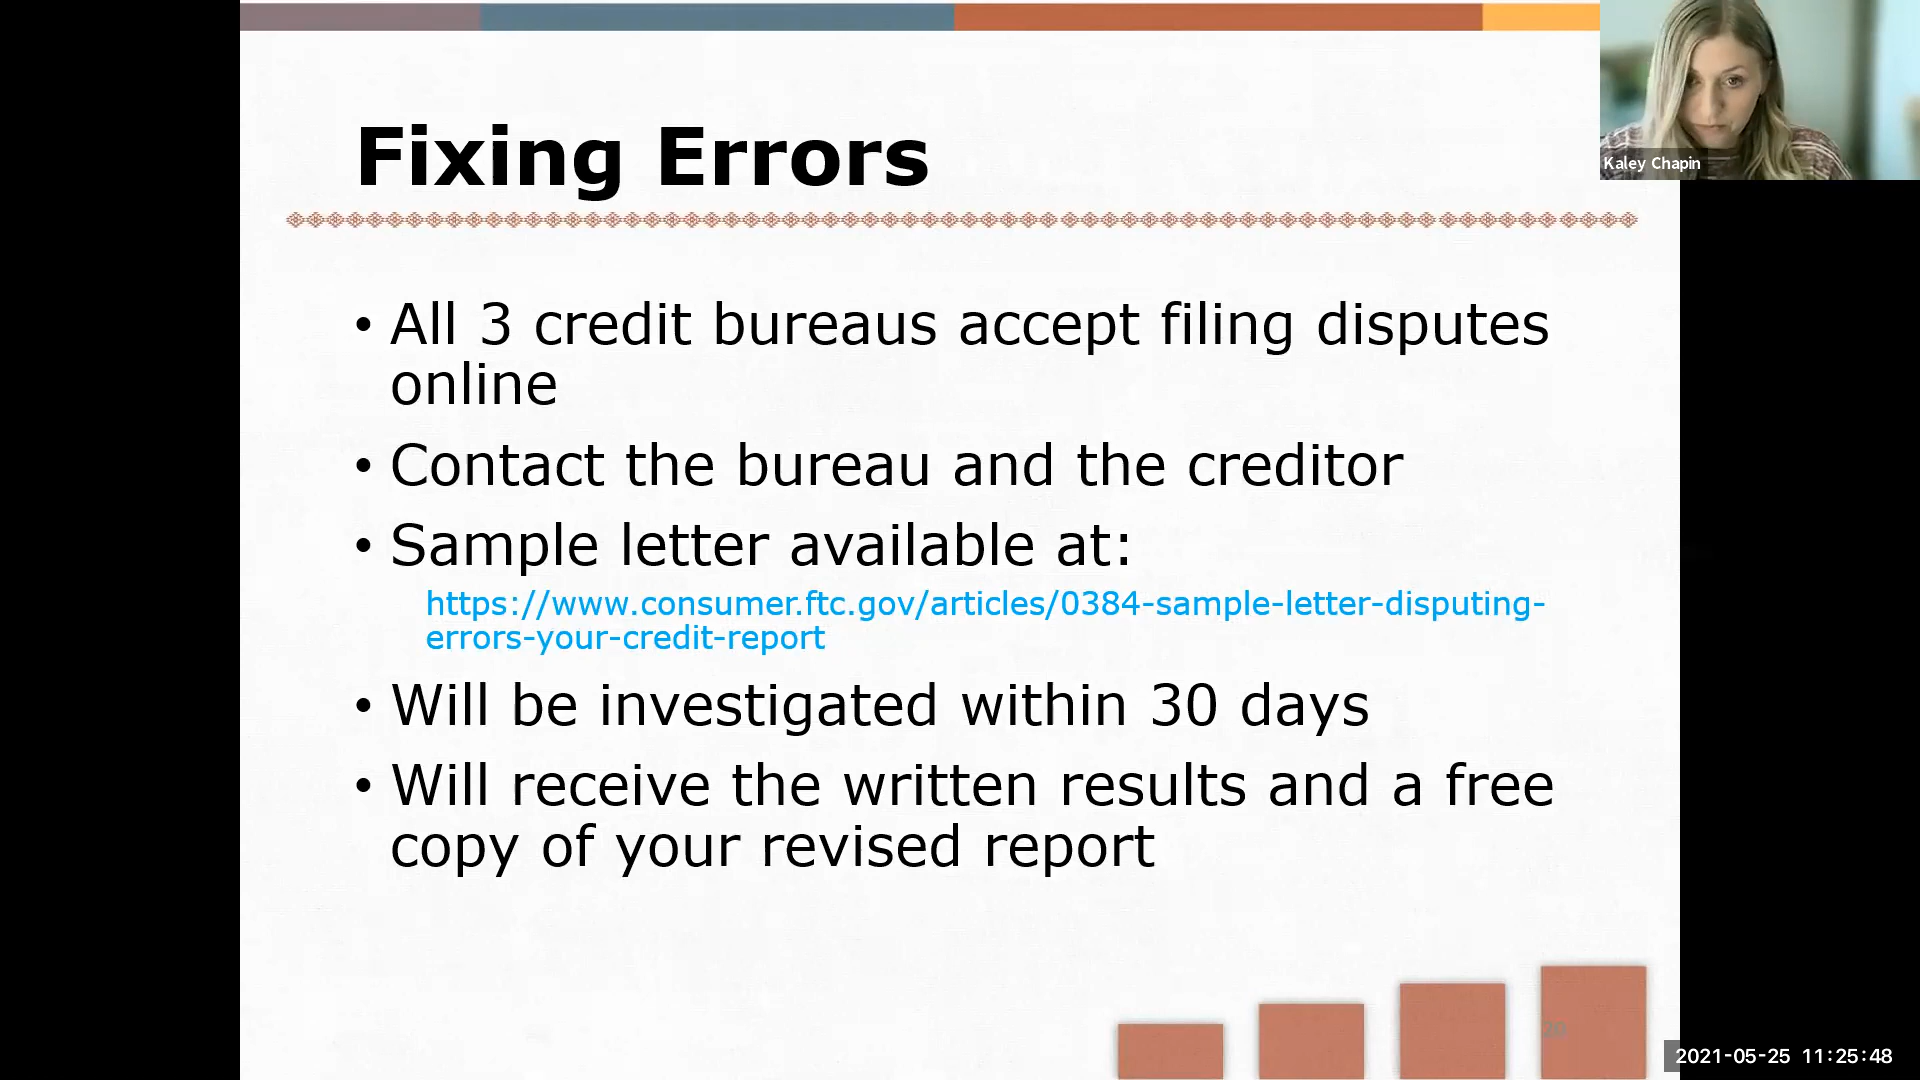 Fixing Errors
Kaley Chapin
• All 3 credit bureaus accept filing disputes
online
• Contact the bureau and the creditor
• Sample letter available at:
https://www.consumer.ftc.gov/articles/0384-sample-letter-disputing-
errors-your-credit-report
• Will be investigated within 30 days
• Will receive the written results and a free
copy of your revised report
20
2021-05-25 11:25:48